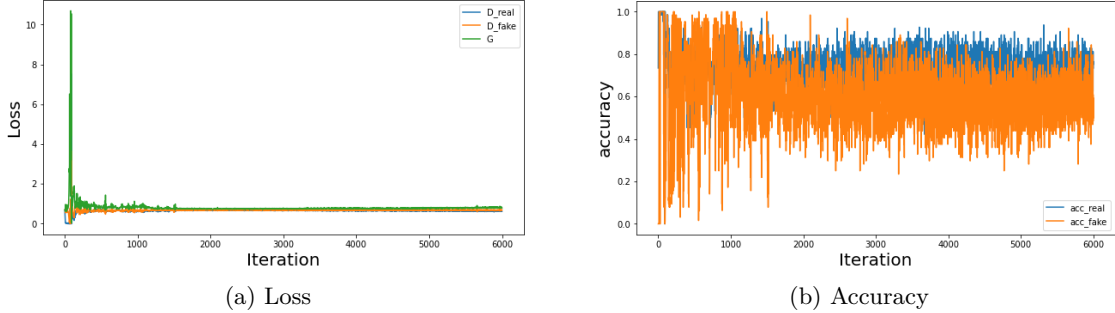 Loss
10
8
6
4
2
0
0
1000
2000
3000
4000
5000
6000
Iteration
D_real
D_fake
G
(a) Loss
accuracy
1.0
0.8
0.6
0.4
0.2
0.0
0
1000
2000
3000
4000
5000
6000
Iteration
acc_real
acc_fake
(b) Accuracy